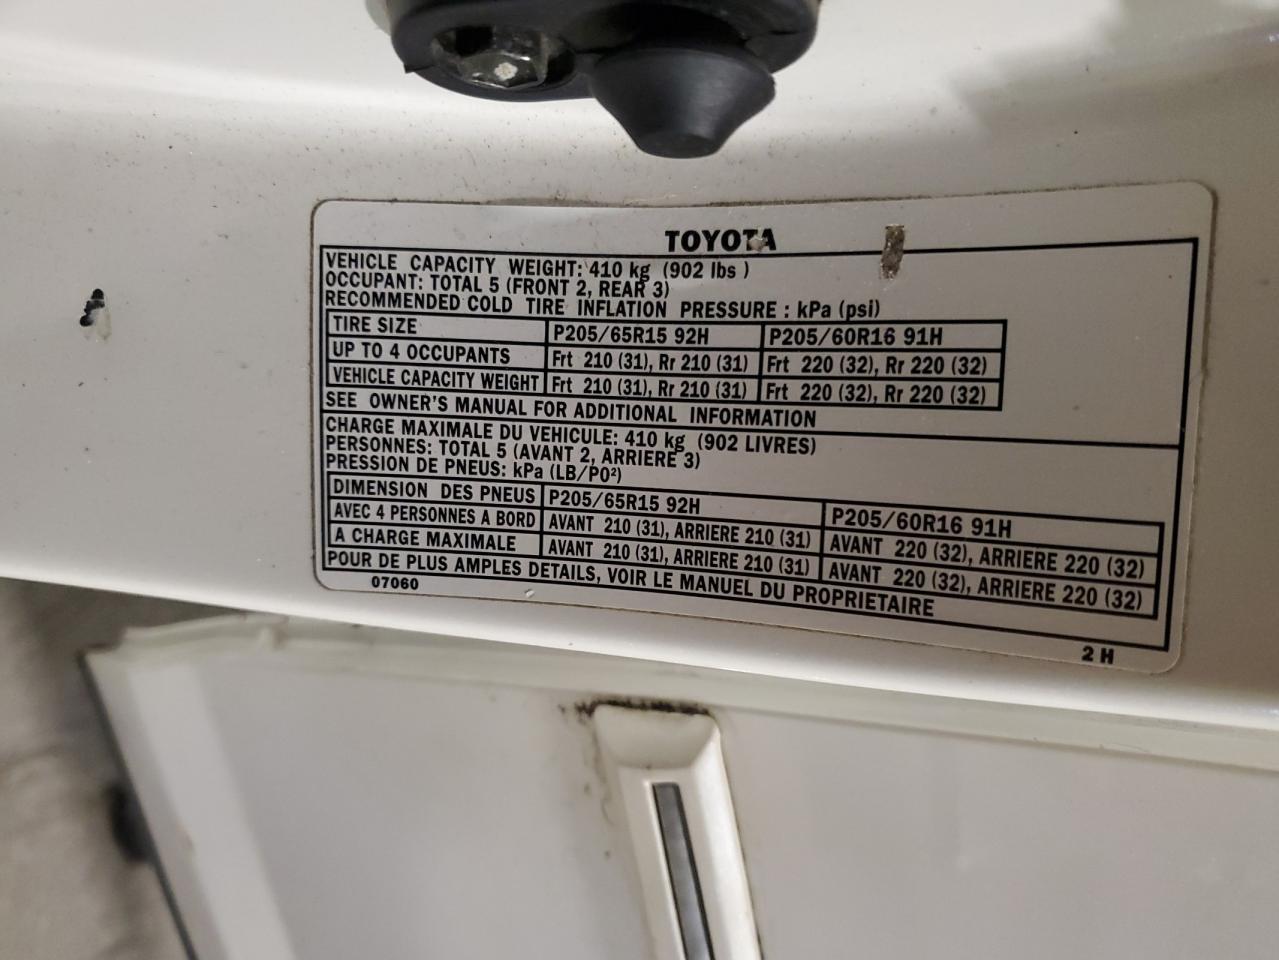 TOYOTA
VEHICLE CAPACITY WEIGHT: 410 kg (902 lbs )
OCCUPANT: TOTAL 5 (FRONT 2, REAR 3)
RECOMMENDED COLD TIRE INFLATION PRESSURE : kPa (psi)
TIRE SIZE P205/65R15 92H P205/60R16 91H
UP TO 4 OCCUPANTS Frt 210 (31), Rr 210 (31) Frt 220 (32), Rr 220 (32)
VEHICLE CAPACITY WEIGHT Frt 210 (31), Rr 210 (31) Frt 220 (32), Rr 220 (32)
SEE OWNER'S MANUAL FOR ADDITIONAL INFORMATION
CHARGE MAXIMALE DU VEHICULE: 410 kg (902 LIVRES)
PERSONNES: TOTAL 5 (AVANT 2, ARRIERE 3)
PRESSION DE PNEUS: kPa (LB/PO²)
DIMENSION DES PNEUS P205/65R15 92H P205/60R16 91H
AVEC 4 PERSONNES A BORD AVANT 210 (31), ARRIERE 210 (31) AVANT 220 (32), ARRIERE 220 (32)
A CHARGE MAXIMALE AVANT 210 (31), ARRIERE 210 (31) AVANT 220 (32), ARRIERE 220 (32)
POUR DE PLUS AMPLES DETAILS, VOIR LE MANUEL DU PROPRIETAIRE
07060
2 H